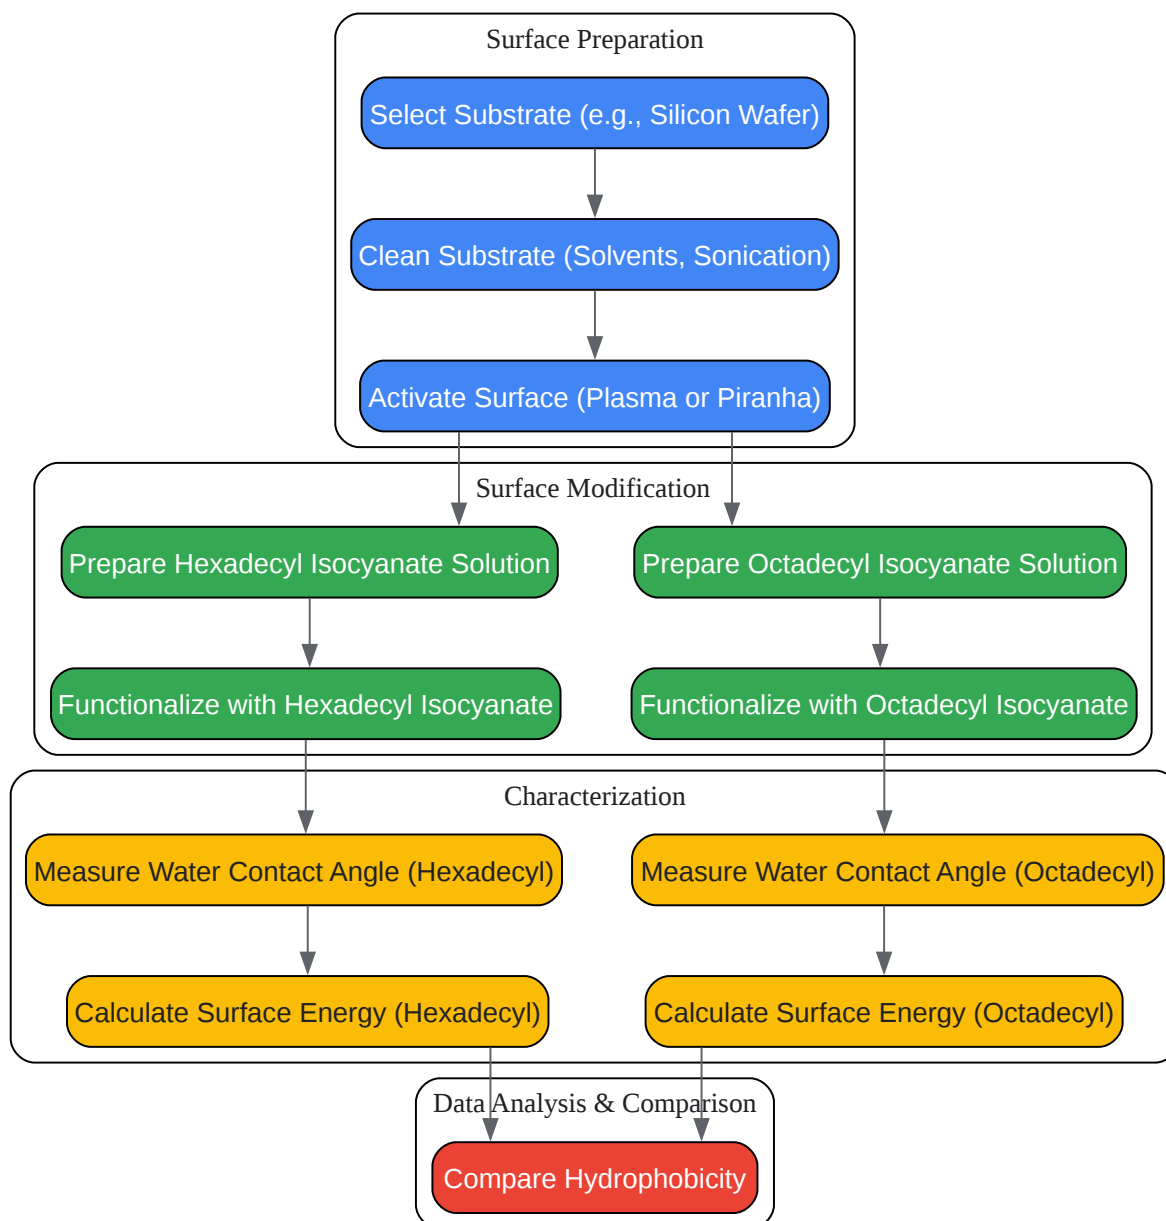 Surface Preparation
Select Substrate (e.g., Silicon Wafer)
Clean Substrate (Solvents, Sonication)
Activate Surface (Plasma or Piranha)
Surface Modification
Prepare Hexadecyl Isocyanate Solution
Prepare Octadecyl Isocyanate Solution
Functionalize with Hexadecyl Isocyanate
Functionalize with Octadecyl Isocyanate
Characterization
Measure Water Contact Angle (Hexadecyl)
Measure Water Contact Angle (Octadecyl)
Calculate Surface Energy (Hexadecyl)
Calculate Surface Energy (Octadecyl)
Data Analysis & Comparison
Compare Hydrophobicity